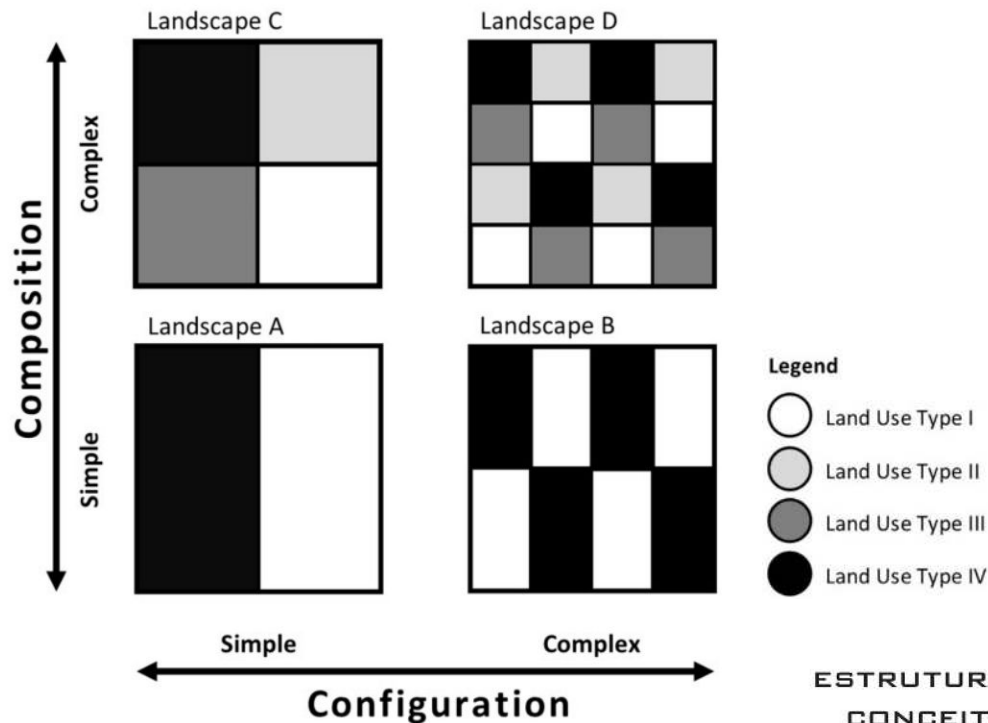 Landscape C
Landscape D
Complex
Composition
Simple
Landscape A
Landscape B
Legend
Land Use Type I
Land Use Type II
Land Use Type III
Land Use Type IV
Simple
Complex
Configuration
ESTRUTUR
CONCEIT